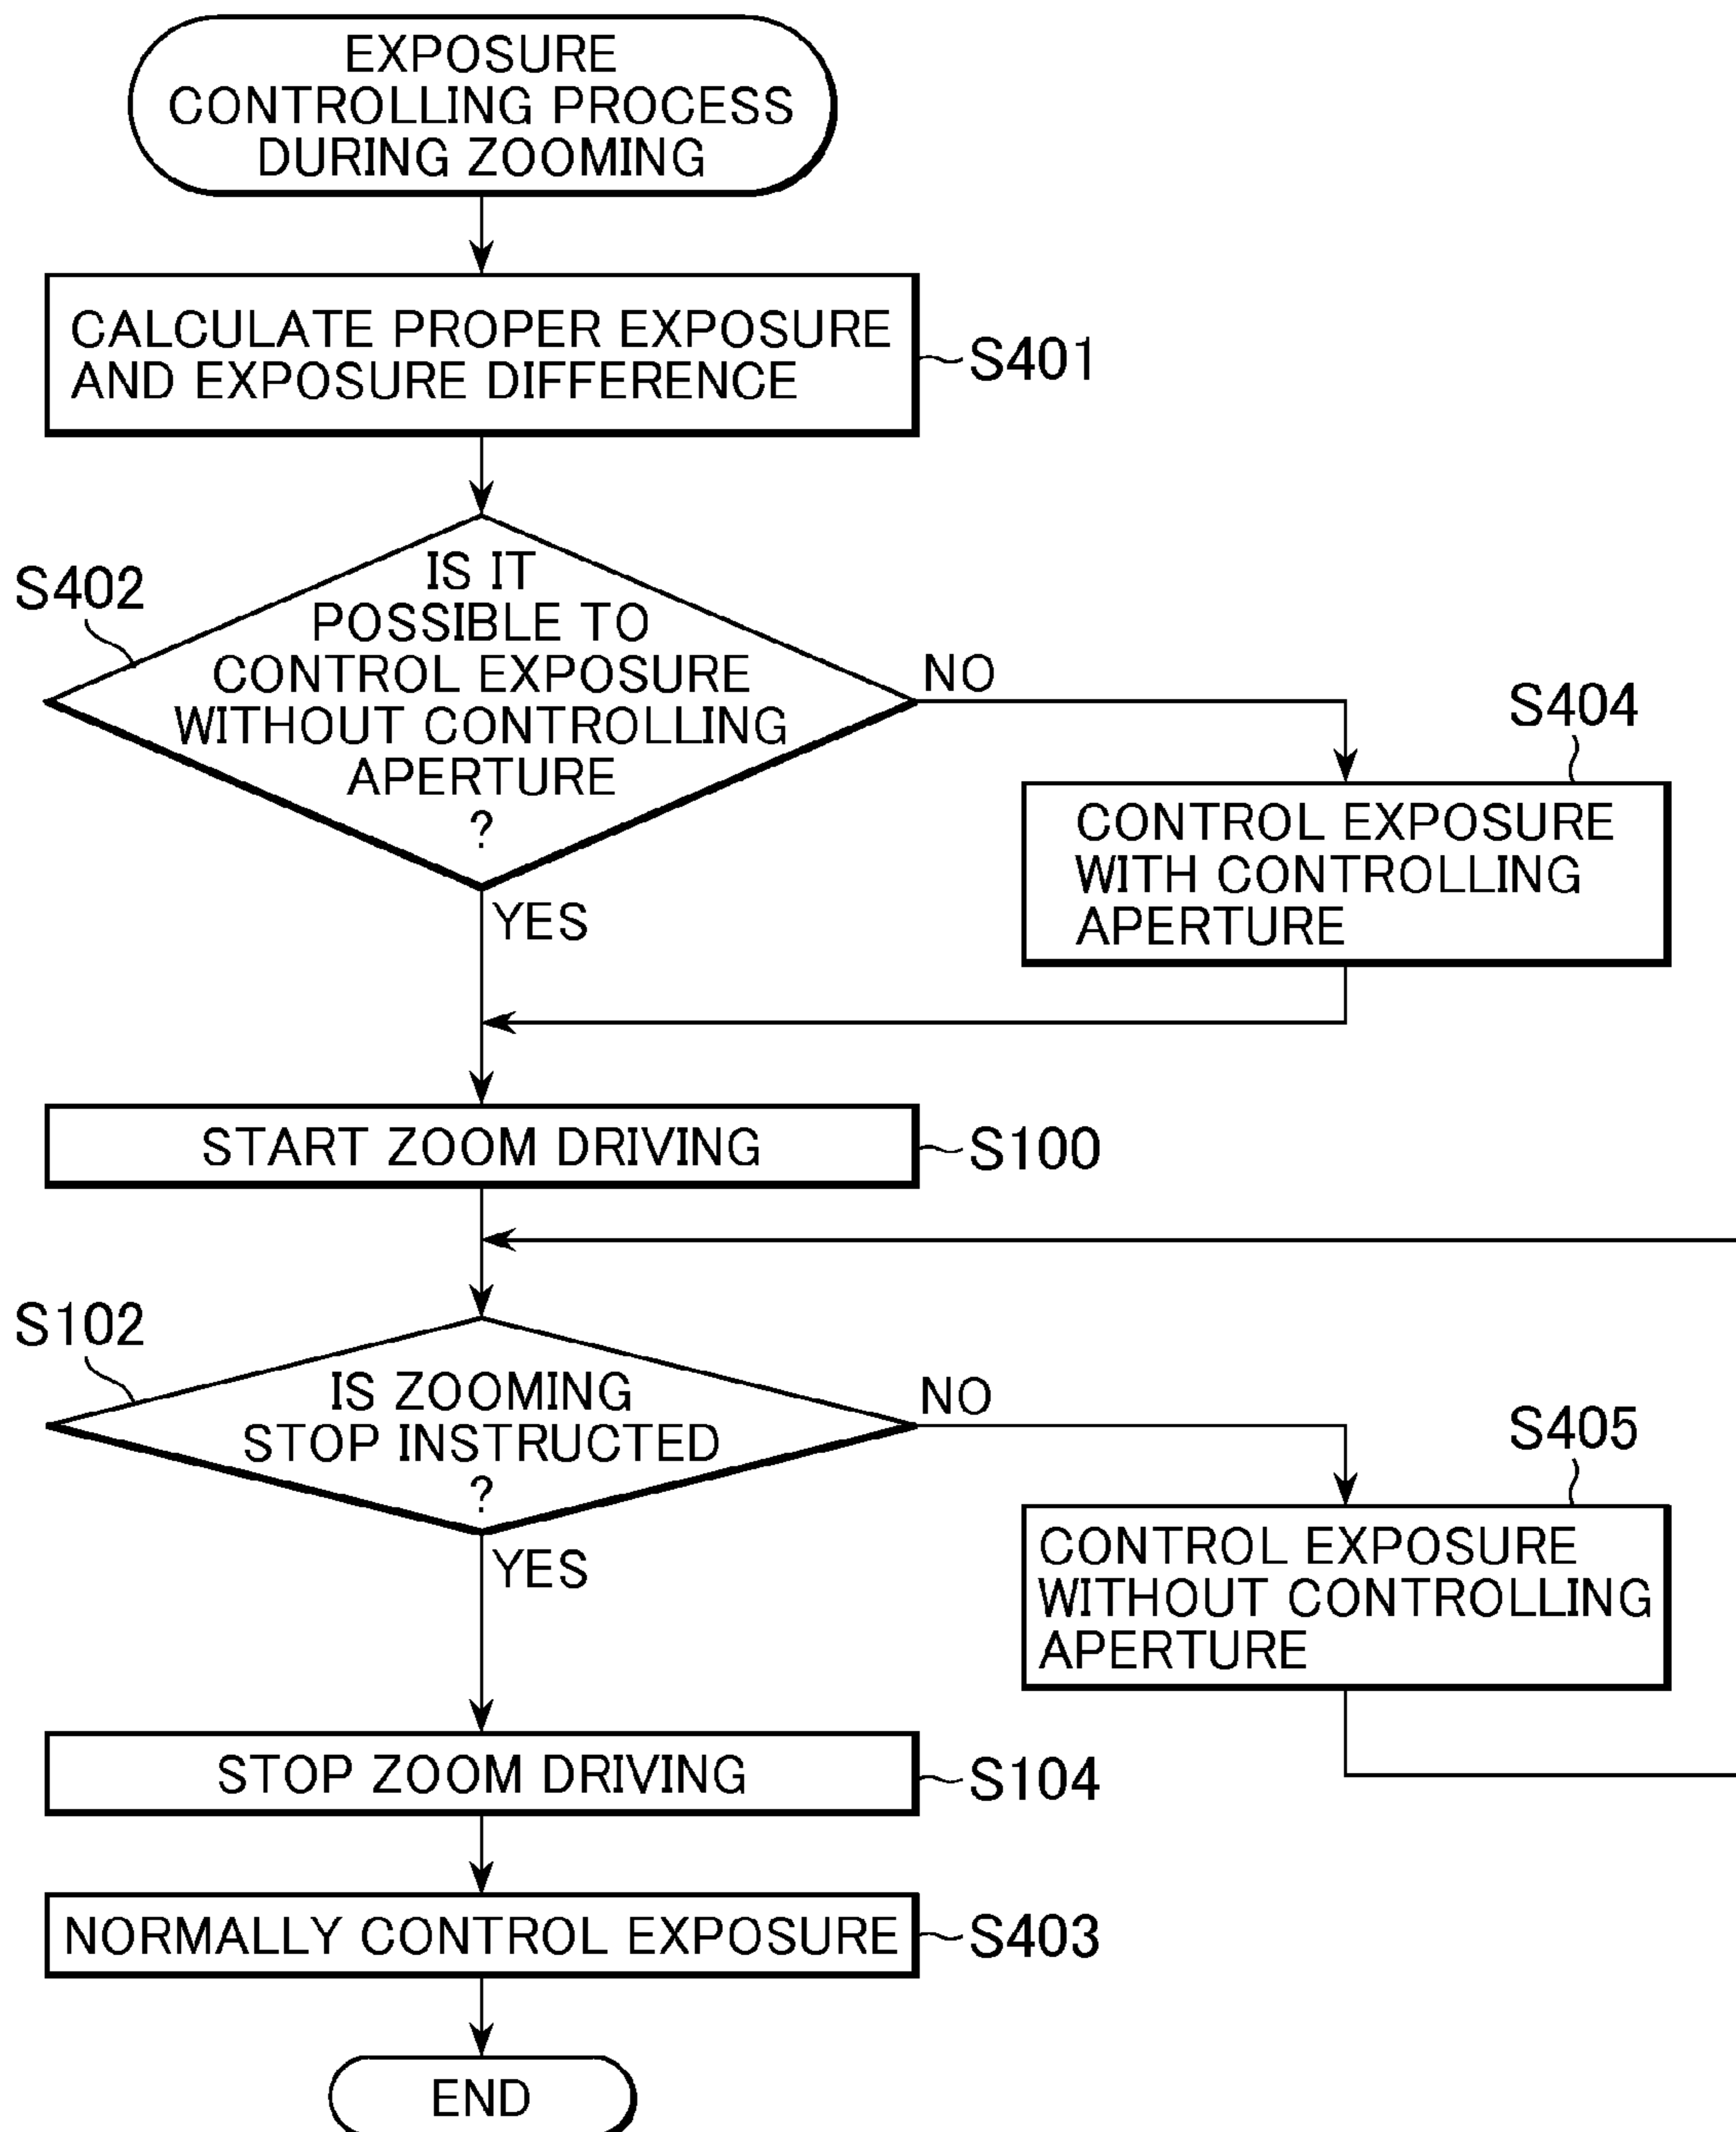 EXPOSURE
CONTROLLING PROCESS
DURING ZOOMING
CALCULATE PROPER EXPOSURE
AND EXPOSURE DIFFERENCE
S401
S402
IS IT
POSSIBLE TO
CONTROL EXPOSURE
WITHOUT CONTROLLING
APERTURE
?
NO
YES
S404
CONTROL EXPOSURE
WITH CONTROLLING
APERTURE
START ZOOM DRIVING
S100
S102
IS ZOOMING
STOP INSTRUCTED
?
NO
YES
S405
CONTROL EXPOSURE
WITHOUT CONTROLLING
APERTURE
STOP ZOOM DRIVING
S104
NORMALLY CONTROL EXPOSURE
S403
END